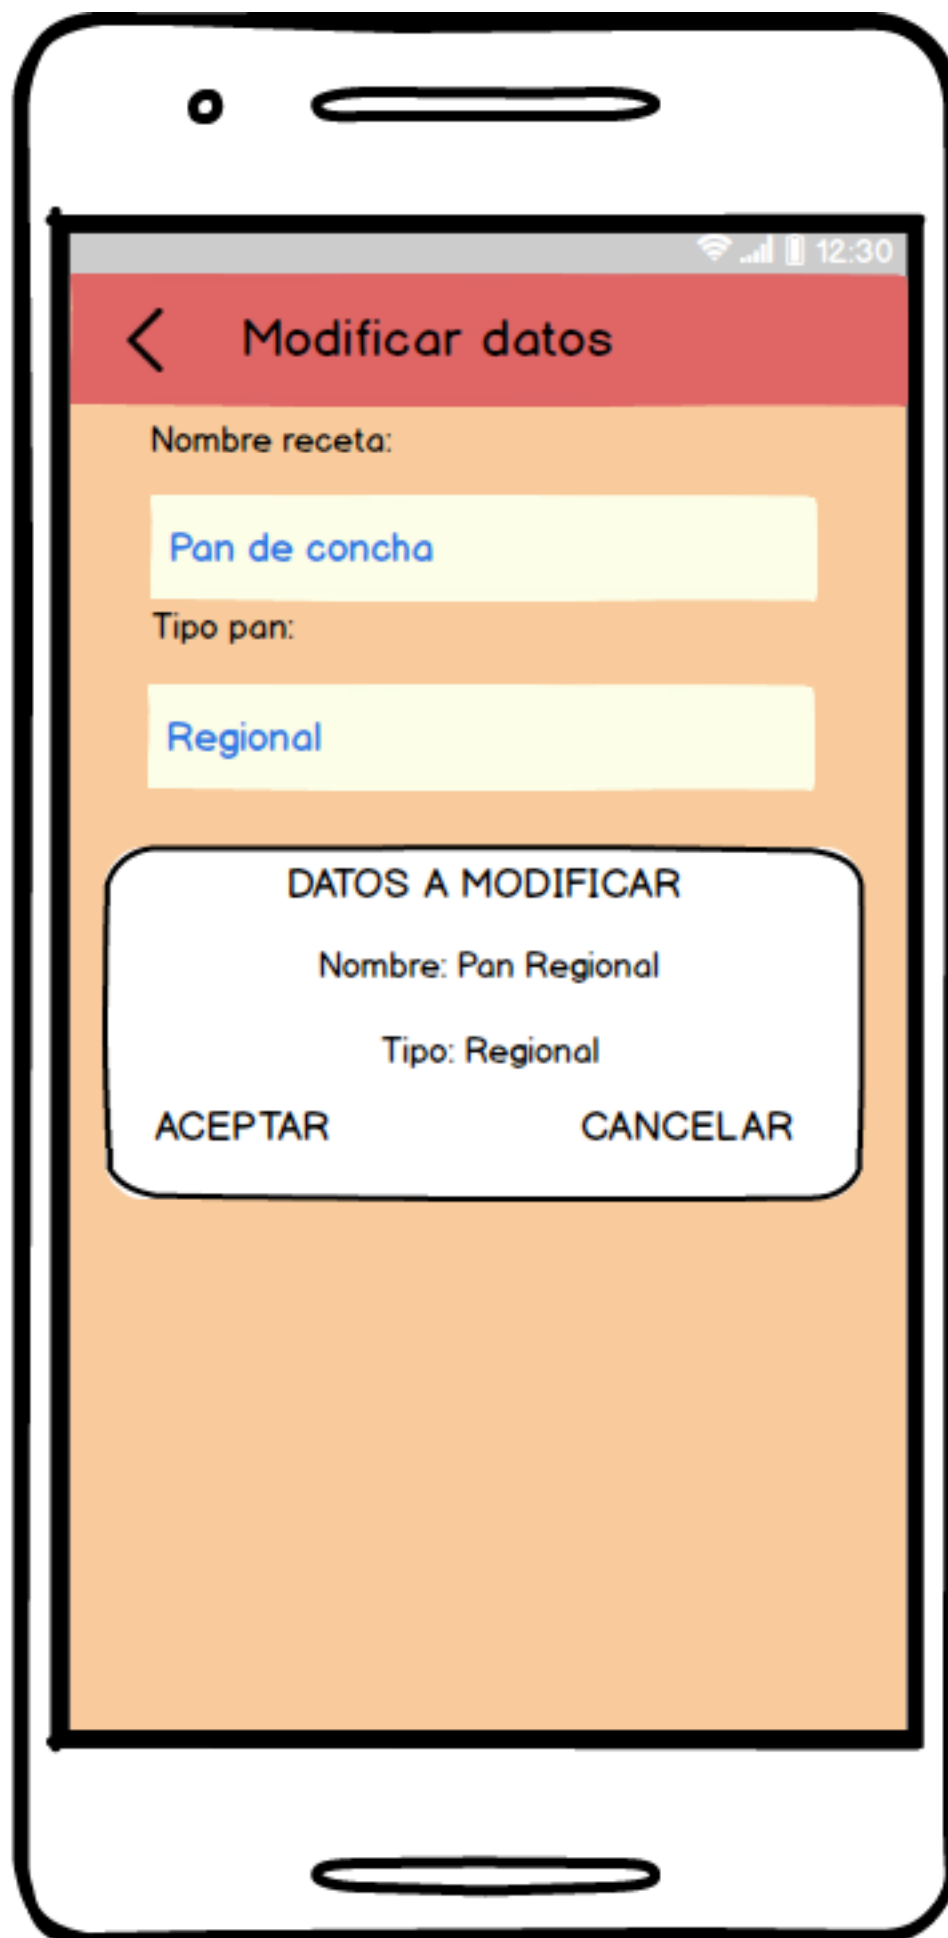 12:30
Modificar datos
Nombre receta:
Pan de concha
Tipo pan:
Regional
DATOS A MODIFICAR
Nombre: Pan Regional
Tipo: Regional
ACEPTAR CANCELAR